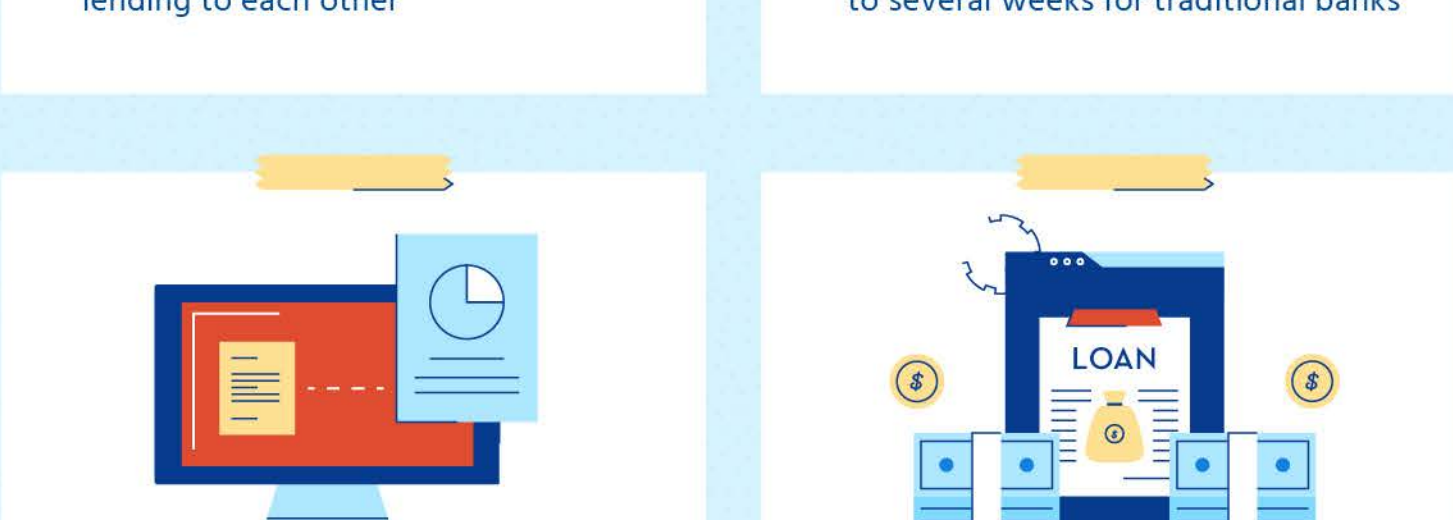 lending to each other
to several weeks for traditional banks
LOAN
$
$
$